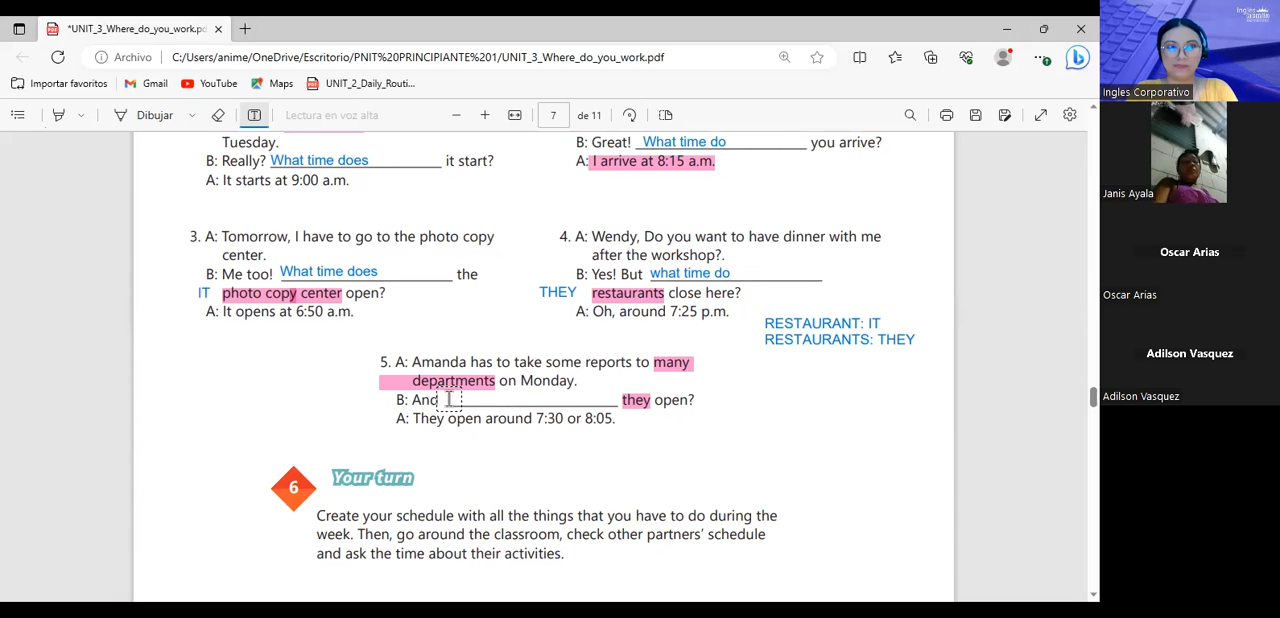 *UNIT_3_Where_do_you_work.pd
Archivo
C:/Users/anime/OneDrive/Escritorio/PNIT%20PRINCIPIANTE%201/UNIT_3_Where_do_you_work.pdf
Importar favoritos
Gmail
YouTube
Maps
UNIT_2_Daily_Routi...
Dibujar
Lectura en voz alta
7
de 11
Tuesday.
B: Really? What time does it start?
A: It starts at 9:00 a.m.
B: Great! What time do you arrive?
A: I arrive at 8:15 a.m.
3. A: Tomorrow, I have to go to the photo copy
center.
B: Me too! What time does the
IT photo copy center open?
A: It opens at 6:50 a.m.
4. A: Wendy, Do you want to have dinner with me
after the workshop?.
B: Yes! But what time do
THEY restaurants close here?
A: Oh, around 7:25 p.m.
RESTAURANT: IT
RESTAURANTS: THEY
5. A: Amanda has to take some reports to many
departments on Monday.
B: And ____________________ they open?
A: They open around 7:30 or 8:05.
6
Your turn
Create your schedule with all the things that you have to do during the
week. Then, go around the classroom, check other partners' schedule
and ask the time about their activities.
Ingles Corporativo
Janis Ayala
Oscar Arias
Oscar Arias
Adilson Vasquez
Adilson Vasquez